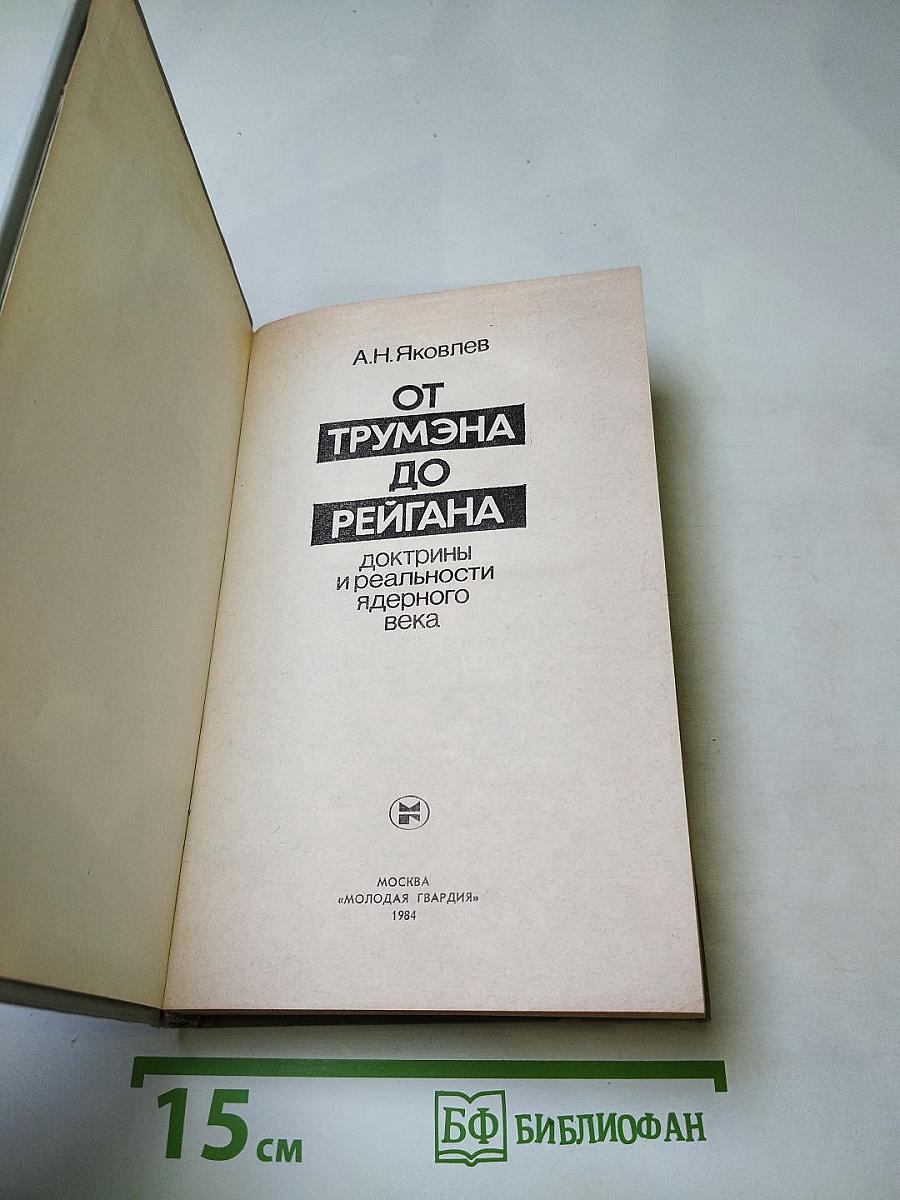 А.Н.Яковлев
ОТ
ТРУМЭНА
ДО
РЕЙГАНА
доктрины
и реальности
ядерного
века
МОСКВА
«МОЛОДАЯ ГВАРДИЯ»
1984
15 см
БФ БИБЛИОФАН